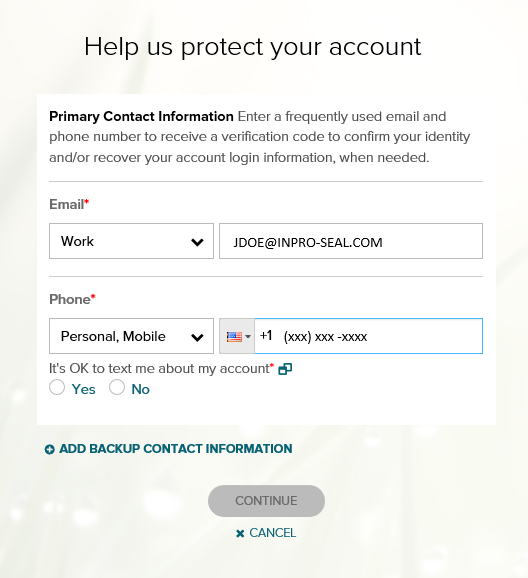 Help us protect your account
Primary Contact Information Enter a frequently used email and
phone number to receive a verification code to confirm your identity
and/or recover your account login information, when needed.
Email*
Work JDOE@INPRO-SEAL.COM
Phone*
Personal, Mobile +1 (xxx) xxx -xxxx
It's OK to text me about my account*
Yes No
ADD BACKUP CONTACT INFORMATION
CONTINUE
CANCEL